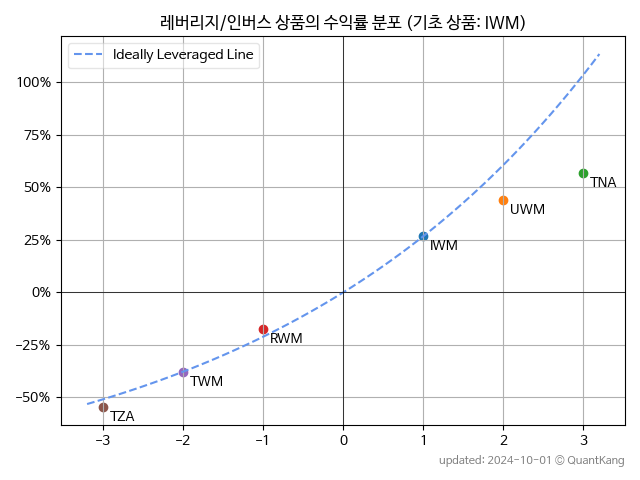 레버리지/인버스 상품의 수익률 분포 (기초 상품: IWM)
Ideally Leveraged Line
100%
75%
50%
25%
0%
−25%
−50%
TNA
UWM
IWM
RWM
TWM
TZA
−3 −2 −1 0 1 2 3
updated: 2024-10-01 © QuantKang